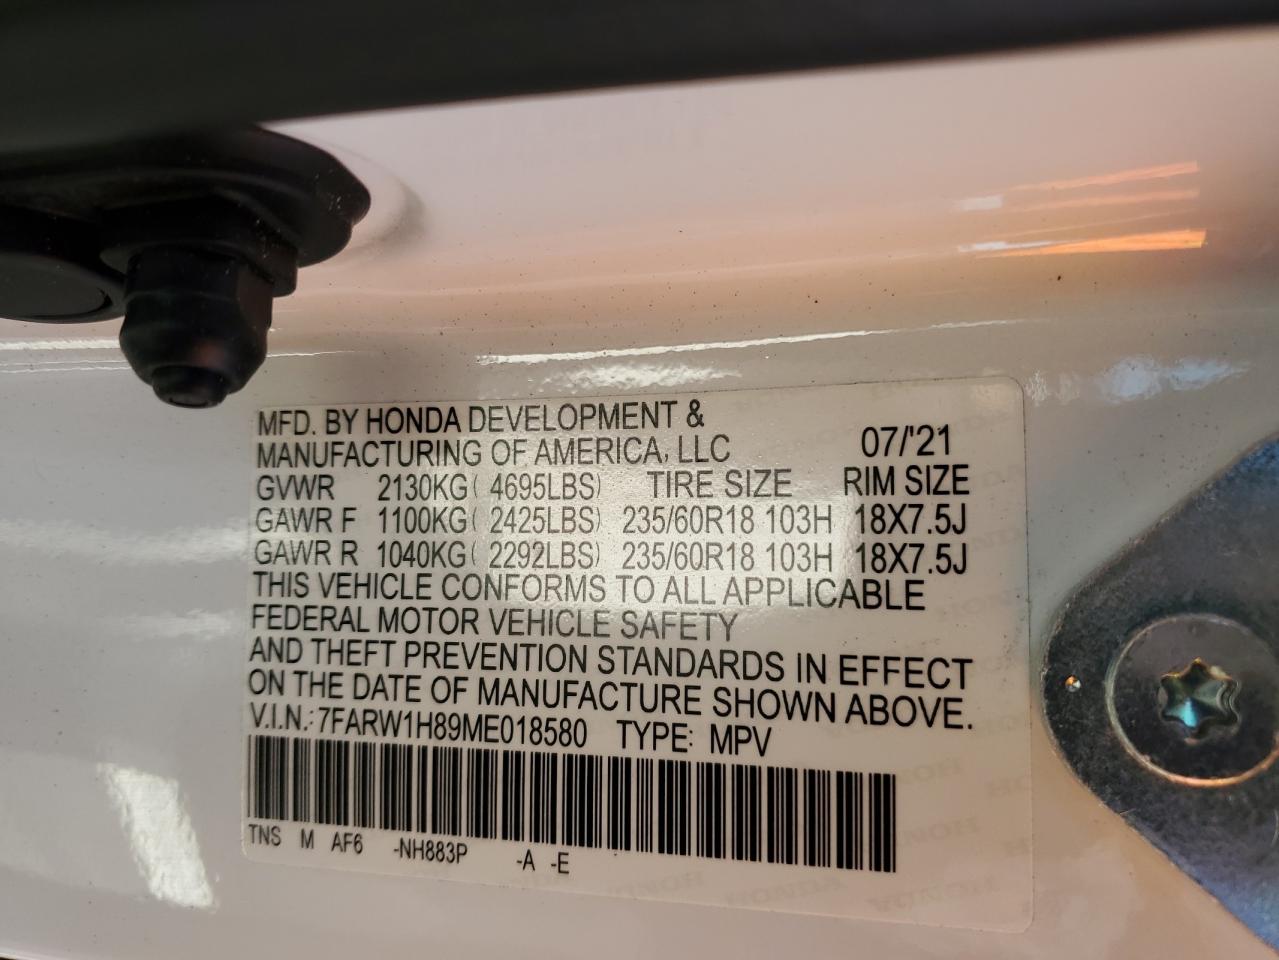 MFD. BY HONDA DEVELOPMENT &
MANUFACTURING OF AMERICA, LLC 07/'21
GVWR 2130KG( 4695LBS) TIRE SIZE RIM SIZE
GAWR F 1100KG( 2425LBS) 235/60R18 103H 18X7.5J
GAWR R 1040KG( 2292LBS) 235/60R18 103H 18X7.5J
THIS VEHICLE CONFORMS TO ALL APPLICABLE
FEDERAL MOTOR VEHICLE SAFETY
AND THEFT PREVENTION STANDARDS IN EFFECT
ON THE DATE OF MANUFACTURE SHOWN ABOVE.
V.I.N.: 7FARW1H89ME018580 TYPE: MPV
TNS M AF6 -NH883P -A -E